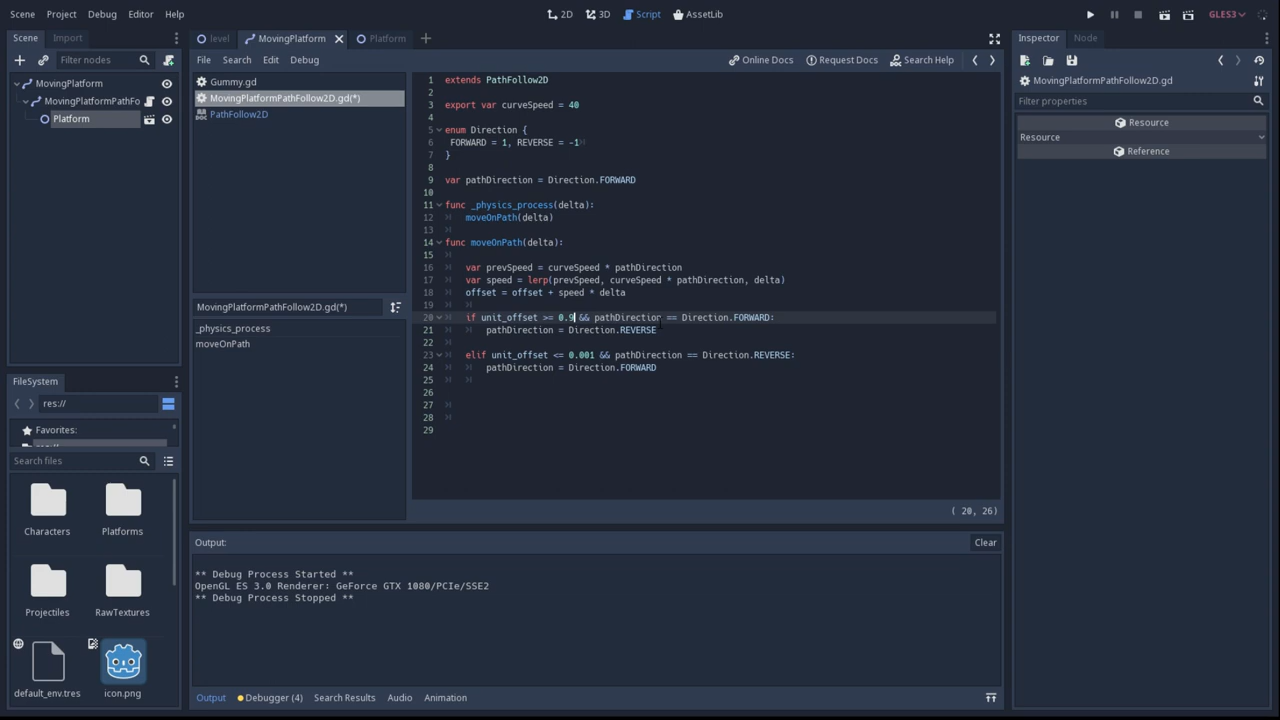 Scene Project Debug Editor Help
2D 3D Script AssetLib
GLES3
Scene Import
Filter nodes
MovingPlatform
MovingPlatformPathFo
Platform
level MovingPlatform Platform
File Search Edit Debug
Online Docs Request Docs Search Help
Gummy.gd
MovingPlatformPathFollow2D.gd(*)
PathFollow2D
MovingPlatformPathFollow2D.gd(*)
_physics_process
moveOnPath
1 extends PathFollow2D
2
3 export var curveSpeed = 40
4
5 enum Direction {
6 FORWARD = 1, REVERSE = -1
7 }
8
9 var pathDirection = Direction.FORWARD
10
11 func _physics_process(delta):
12 moveOnPath(delta)
13
14 func moveOnPath(delta):
15
16 var prevSpeed = curveSpeed * pathDirection
17 var speed = lerp(prevSpeed, curveSpeed * pathDirection, delta)
18 offset = offset + speed * delta
19
20 if unit_offset >= 0.9 && pathDirection == Direction.FORWARD:
21 pathDirection = Direction.REVERSE
22
23 elif unit_offset <= 0.001 && pathDirection == Direction.REVERSE:
24 pathDirection = Direction.FORWARD
25
26
27
28
29
( 20, 26)
Inspector Node
MovingPlatformPathFollow2D.gd
Filter properties
Resource
Resource
Reference
FileSystem
res://
Favorites:
Search files
Characters Platforms
Projectiles RawTextures
default_env.tres icon.png
Output: Clear
** Debug Process Started **
OpenGL ES 3.0 Renderer: GeForce GTX 1080/PCIe/SSE2
** Debug Process Stopped **
Output Debugger (4) Search Results Audio Animation